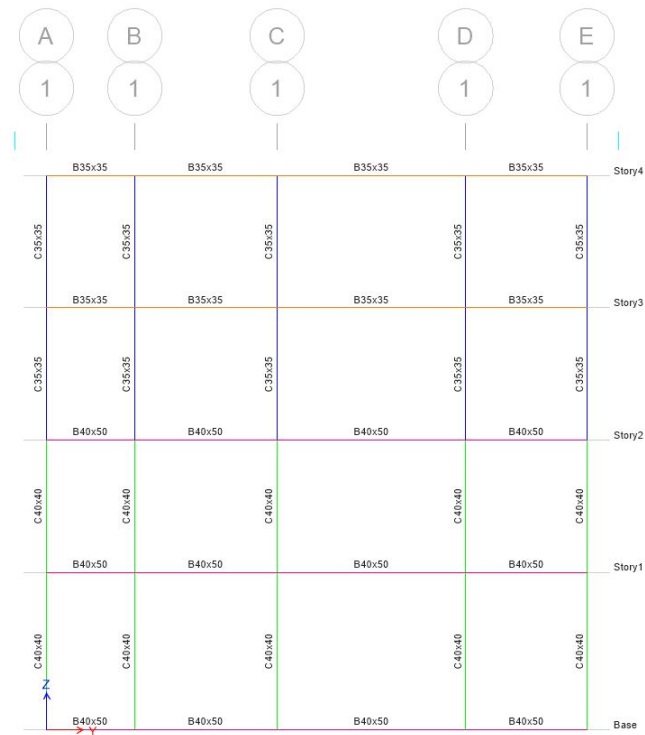 A B C D E
1 1 1 1 1
B35x35 B35x35 B35x35 B35x35 Story4
C35x35 C35x35 C35x35 C35x35 C35x35
B35x35 B35x35 B35x35 B35x35 Story3
C35x35 C35x35 C35x35 C35x35 C35x35
B40x50 B40x50 B40x50 B40x50 Story2
C40x40 C40x40 C40x40 C40x40 C40x40
B40x50 B40x50 B40x50 B40x50 Story1
C40x40 C40x40 C40x40 C40x40 C40x40
Z
B40x50 B40x50 B40x50 B40x50 Base
Y